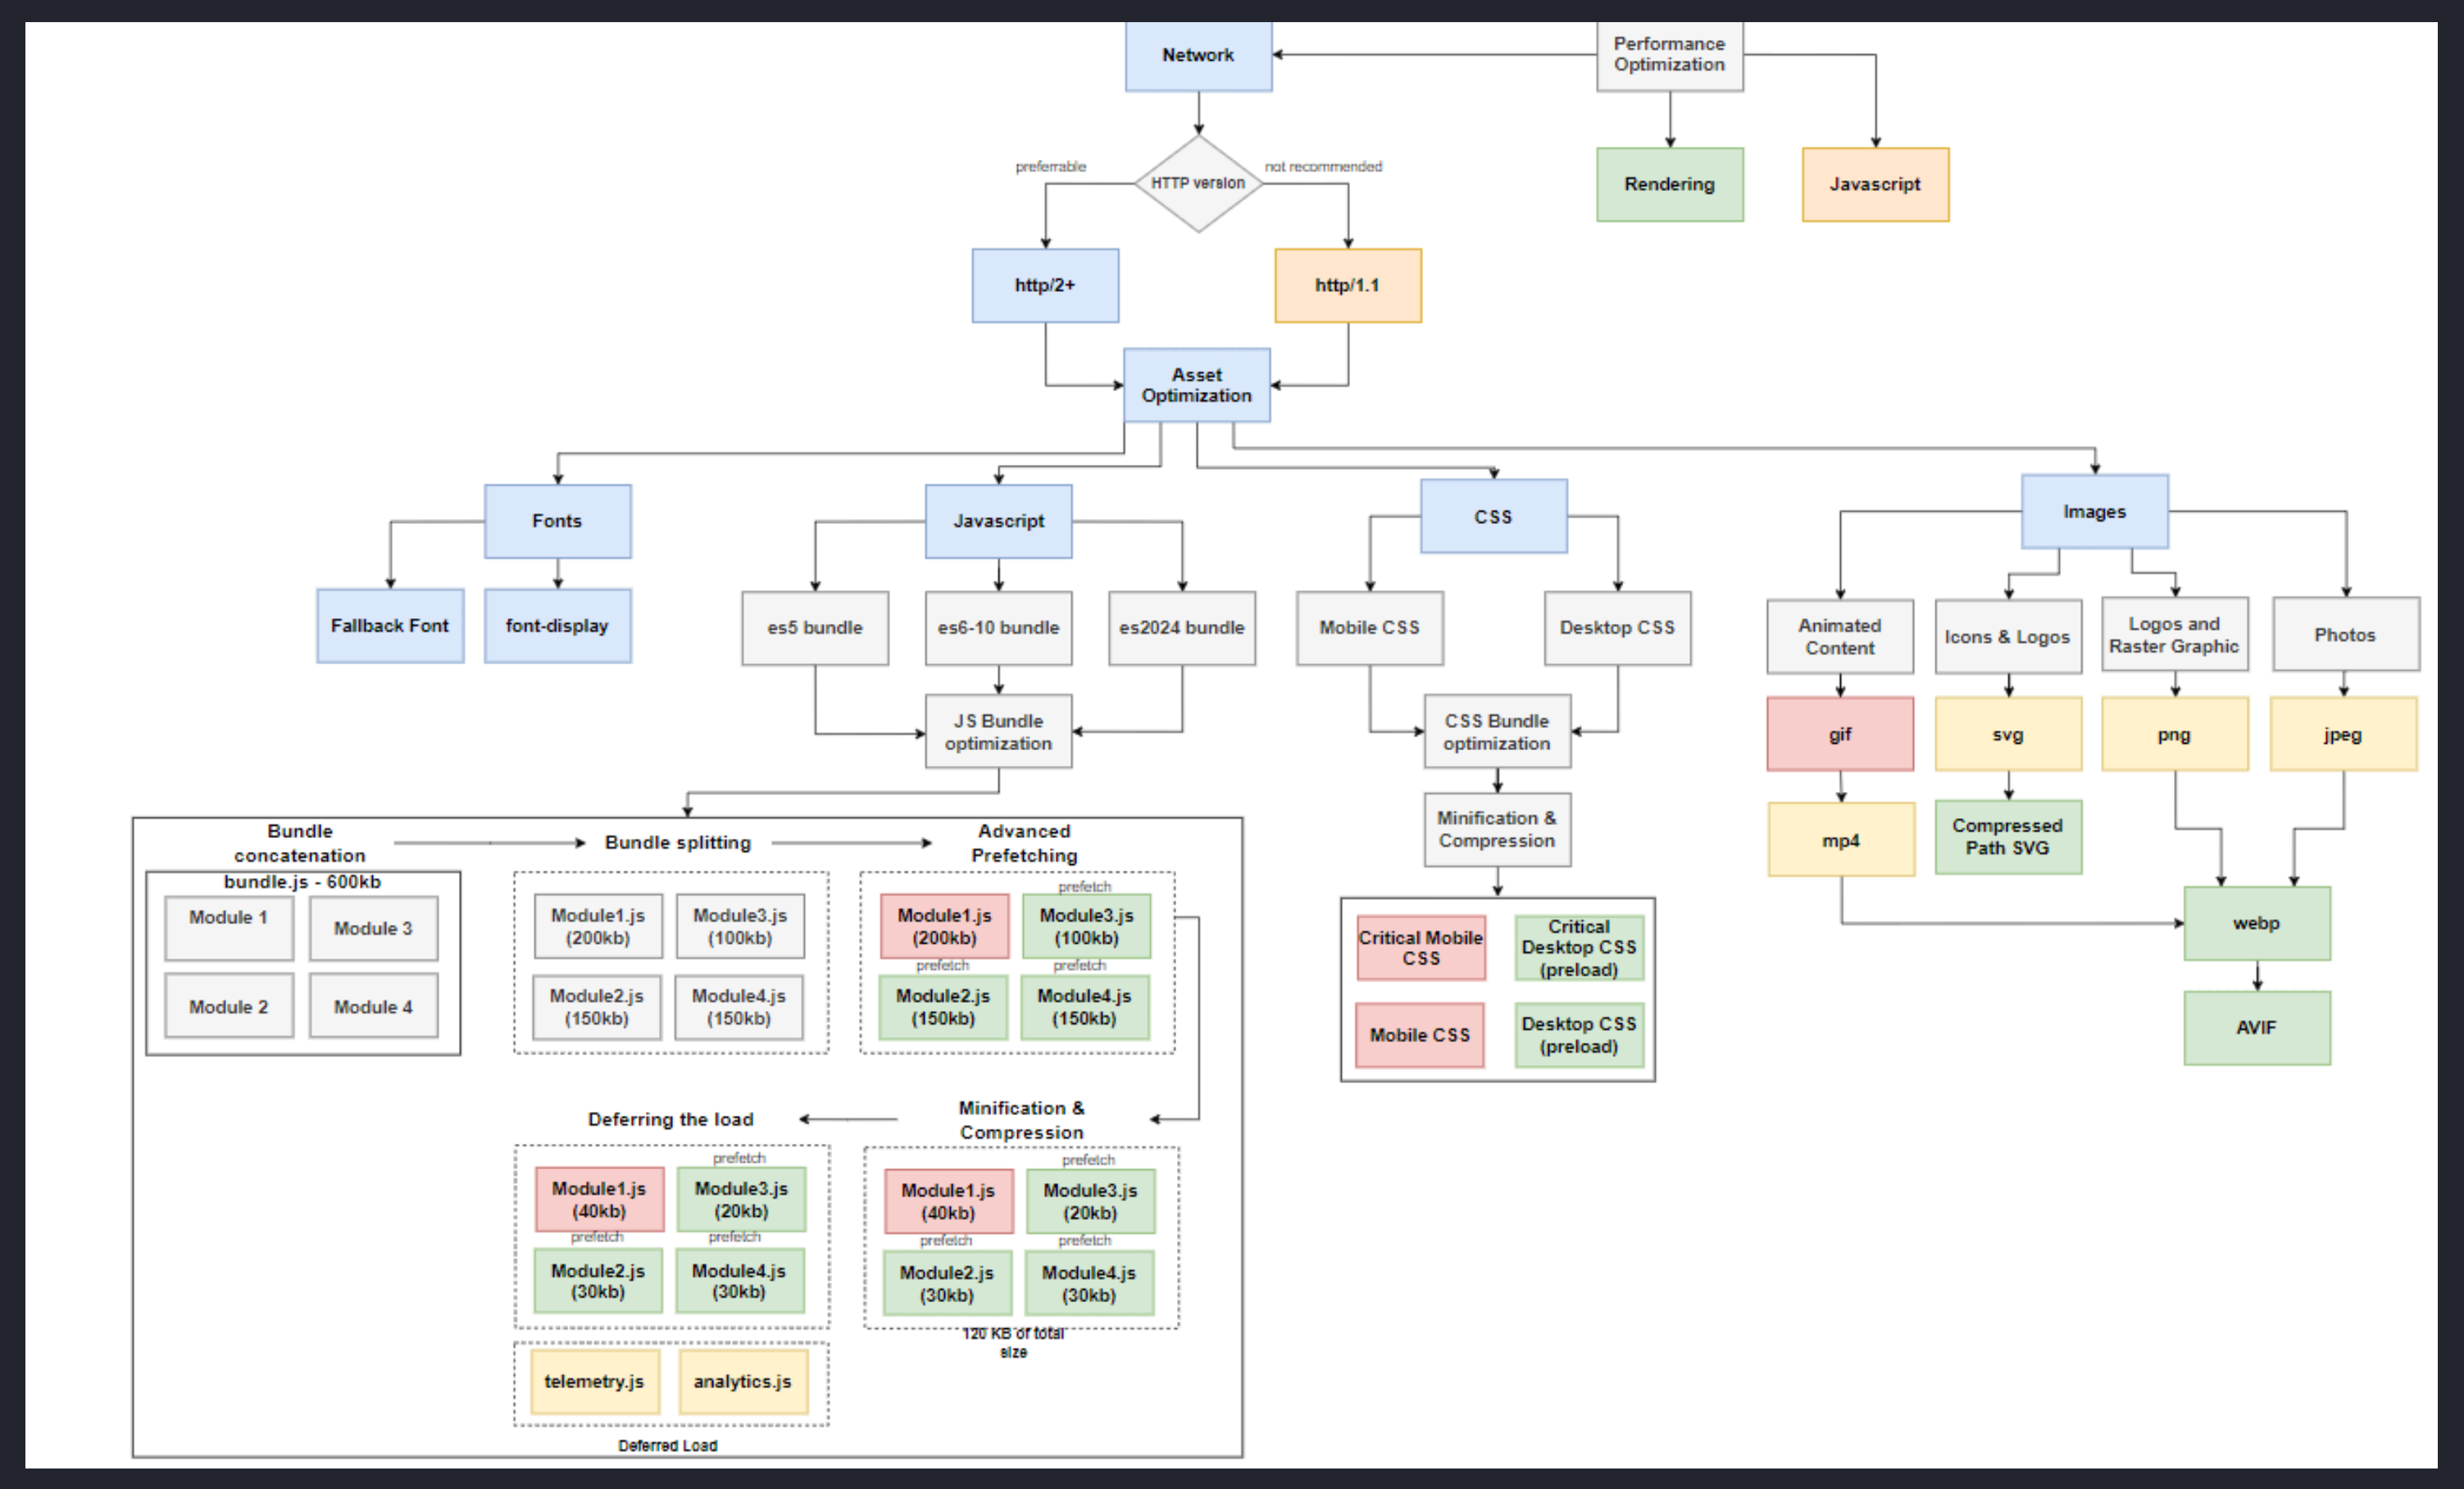 Network
Performance
Optimization
preferrable
HTTP version
not recommended
Rendering
Javascript
http/2+
http/1.1
Asset
Optimization
Fonts
Javascript
CSS
Images
Fallback Font
font-display
es5 bundle
es6-10 bundle
es2024 bundle
Mobile CSS
Desktop CSS
Animated
Content
Icons & Logos
Logos and
Raster Graphic
Photos
JS Bundle
optimization
CSS Bundle
optimization
gif
svg
png
jpeg
Minification &
Compression
mp4
Compressed
Path SVG
webp
AVIF
Bundle
concatenation
Bundle splitting
Advanced
Prefetching
bundle.js - 600kb
Module 1
Module 3
Module 2
Module 4
Module1.js
(200kb)
Module3.js
(100kb)
Module2.js
(150kb)
Module4.js
(150kb)
prefetch
Module1.js
(200kb)
Module3.js
(100kb)
prefetch
prefetch
Module2.js
(150kb)
Module4.js
(150kb)
Critical Mobile
CSS
Critical
Desktop CSS
(preload)
Mobile CSS
Desktop CSS
(preload)
Deferring the load
Minification &
Compression
prefetch
Module1.js
(40kb)
Module3.js
(20kb)
prefetch
prefetch
Module2.js
(30kb)
Module4.js
(30kb)
prefetch
Module1.js
(40kb)
Module3.js
(20kb)
prefetch
prefetch
Module2.js
(30kb)
Module4.js
(30kb)
120 KB of total
size
telemetry.js
analytics.js
Deferred Load